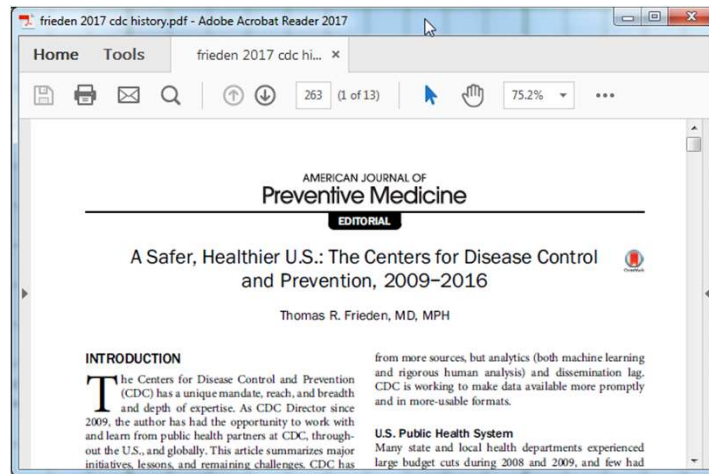 frieden 2017 cdc history.pdf - Adobe Acrobat Reader 2017
Home Tools frieden 2017 cdc hi... ×
263 (1 of 13) 75.2%
AMERICAN JOURNAL OF
Preventive Medicine
EDITORIAL
A Safer, Healthier U.S.: The Centers for Disease Control
and Prevention, 2009–2016
CrossMark
Thomas R. Frieden, MD, MPH
INTRODUCTION
The Centers for Disease Control and Prevention
(CDC) has a unique mandate, reach, and breadth
and depth of expertise. As CDC Director since
2009, the author has had the opportunity to work with
and learn from public health partners at CDC, through-
out the U.S., and globally. This article summarizes major
initiatives, lessons, and remaining challenges. CDC has
from more sources, but analytics (both machine learning
and rigorous human analysis) and dissemination lag.
CDC is working to make data available more promptly
and in more-usable formats.
U.S. Public Health System
Many state and local health departments experienced
large budget cuts during 2008 and 2009, and few had